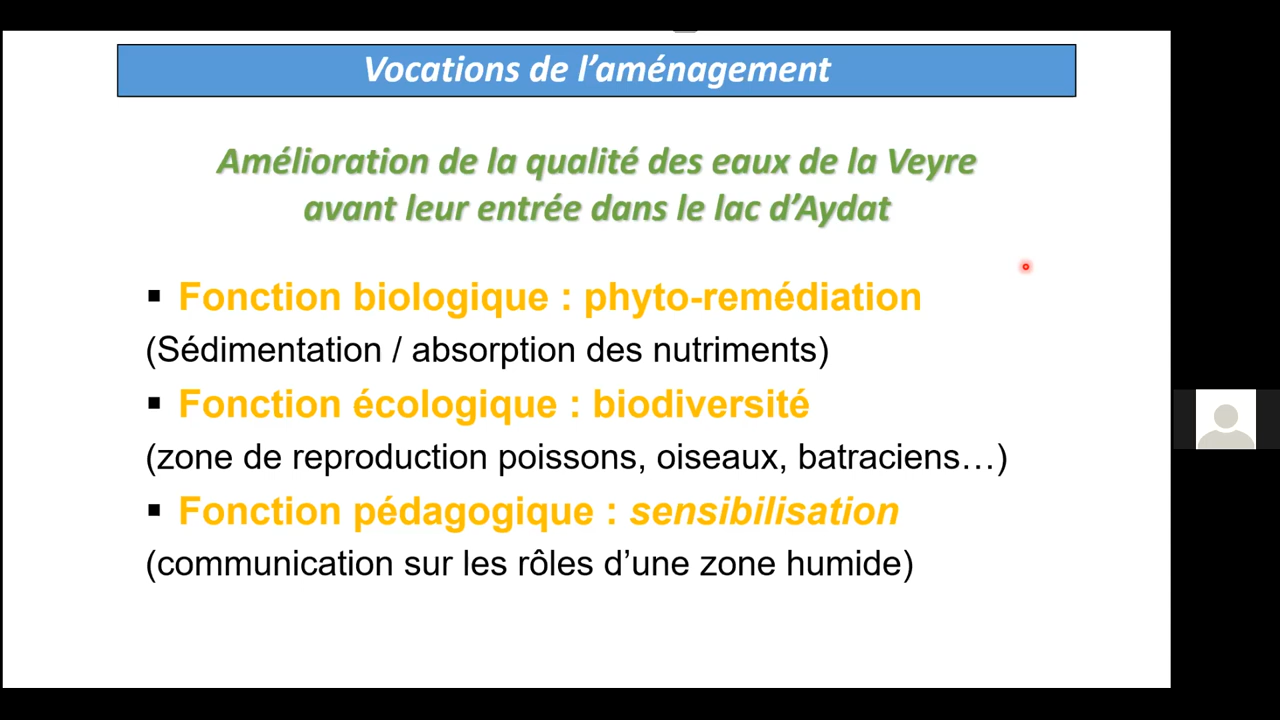 Vocations de l’aménagement
Amélioration de la qualité des eaux de la Veyre
avant leur entrée dans le lac d’Aydat
▪ Fonction biologique : phyto-remédiation
(Sédimentation / absorption des nutriments)
▪ Fonction écologique : biodiversité
(zone de reproduction poissons, oiseaux, batraciens…)
▪ Fonction pédagogique : sensibilisation
(communication sur les rôles d’une zone humide)